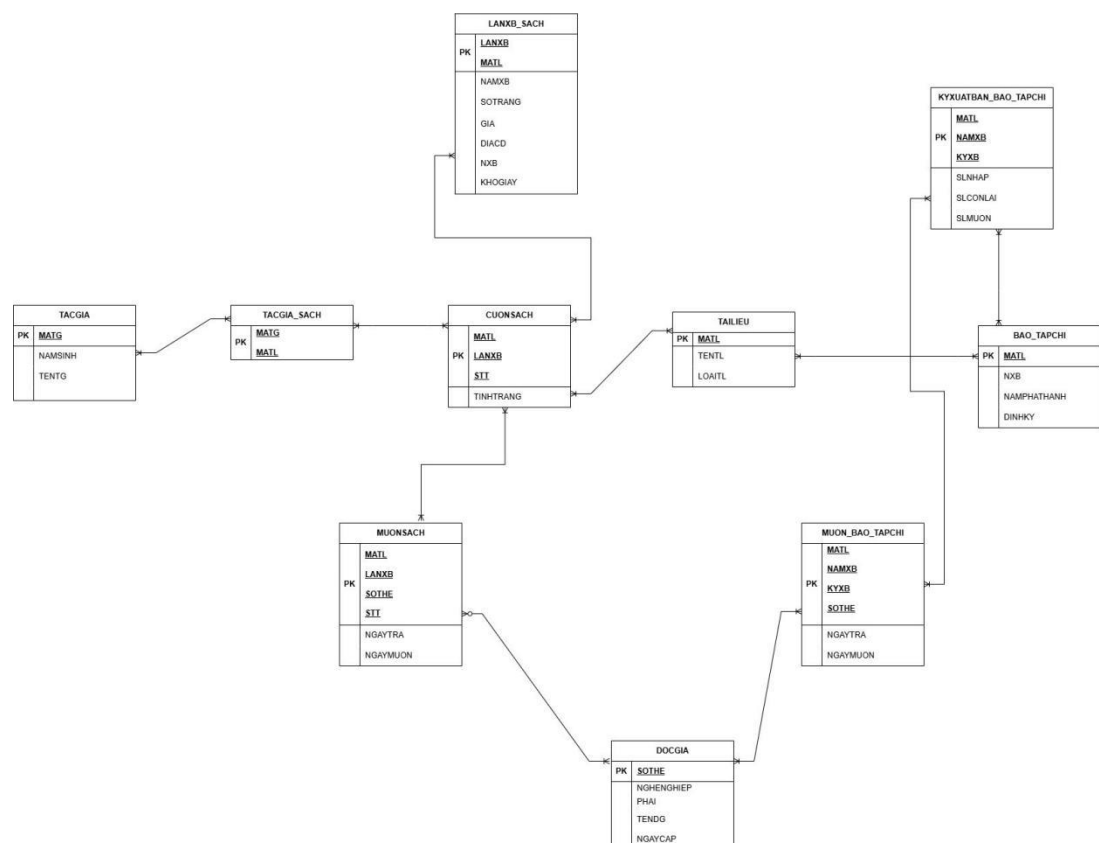 LANXB_SACH
PK
LANXB
MATL
NAMXB
SOTRANG
GIA
DIACD
NXB
KHOGIAY
KYXUATBAN_BAO_TAPCHI
PK
MATL
NAMXB
KYXB
SLNHAP
SLCONLAI
SLMUON
TACGIA
PK
MATG
NAMSINH
TENTG
TACGIA_SACH
PK
MATG
MATL
CUONSACH
PK
MATL
LANXB
STT
TINHTRANG
TAILIEU
PK
MATL
TENTL
LOAITL
BAO_TAPCHI
PK
MATL
NXB
NAMPHATHANH
DINHKY
MUONSACH
PK
MATL
LANXB
SOTHE
STT
NGAYTRA
NGAYMUON
MUON_BAO_TAPCHI
PK
MATL
NAMXB
KYXB
SOTHE
NGAYTRA
NGAYMUON
DOCGIA
PK
SOTHE
NGHENGHIEP
PHAI
TENDG
NGAYCAP